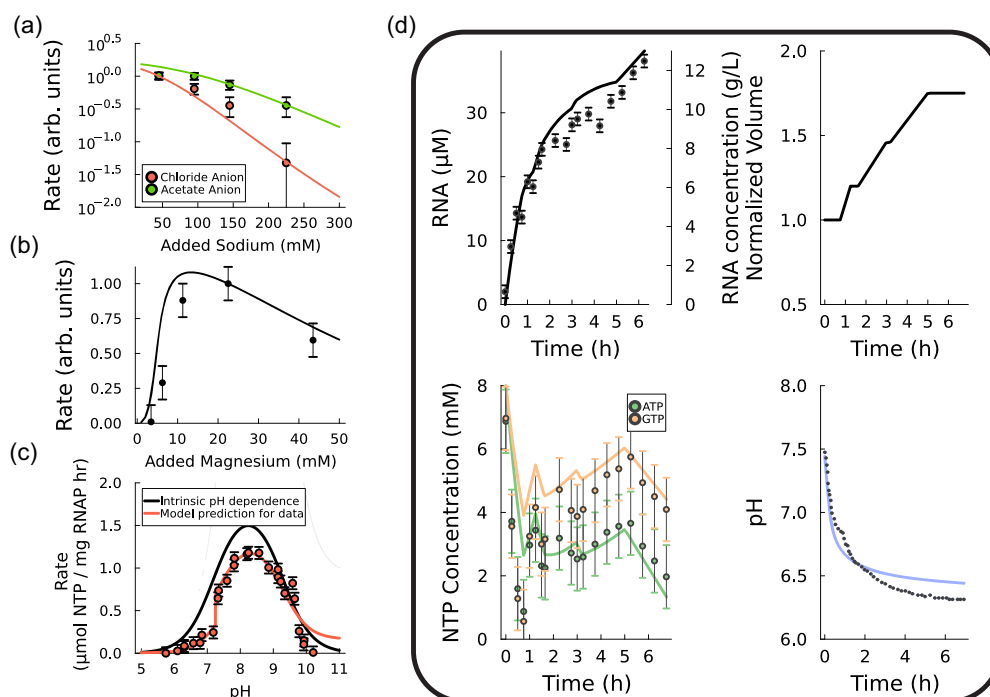 (a)
Rate (arb. units)
10^0.5
10^0.0
10^-0.5
10^-1.0
10^-1.5
10^-2.0
Chloride Anion
Acetate Anion
50 100 150 200 250 300
Added Sodium (mM)
(b)
Rate (arb. units)
1.00
0.75
0.50
0.25
0.00
0 10 20 30 40 50
Added Magnesium (mM)
(c)
Rate
(μmol NTP / mg RNAP hr)
2.0
1.5
1.0
0.5
0.0
Intrinsic pH dependence
Model prediction for data
5 6 7 8 9 10 11
pH
(d)
RNA (μM)
30
20
10
0
12
10
8
6
4
2
0
RNA concentration (g/L)
0 1 2 3 4 5 6
Time (h)
Normalized Volume
2.0
1.5
1.0
0.5
0 1 2 3 4 5 6
Time (h)
NTP Concentration (mM)
8
6
4
2
0
ATP
GTP
0 1 2 3 4 5 6
Time (h)
pH
7.5
7.0
6.5
6.0
0 2 4 6
Time (h)